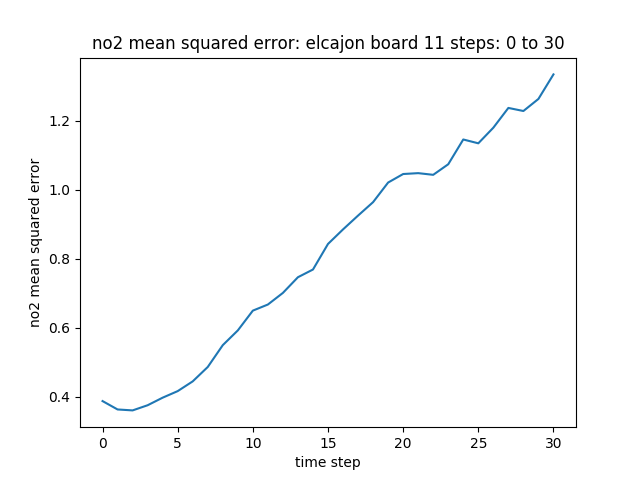 no2 mean squared error: elcajon board 11 steps: 0 to 30
no2 mean squared error
1.2
1.0
0.8
0.6
0.4
0 5 10 15 20 25 30
time step